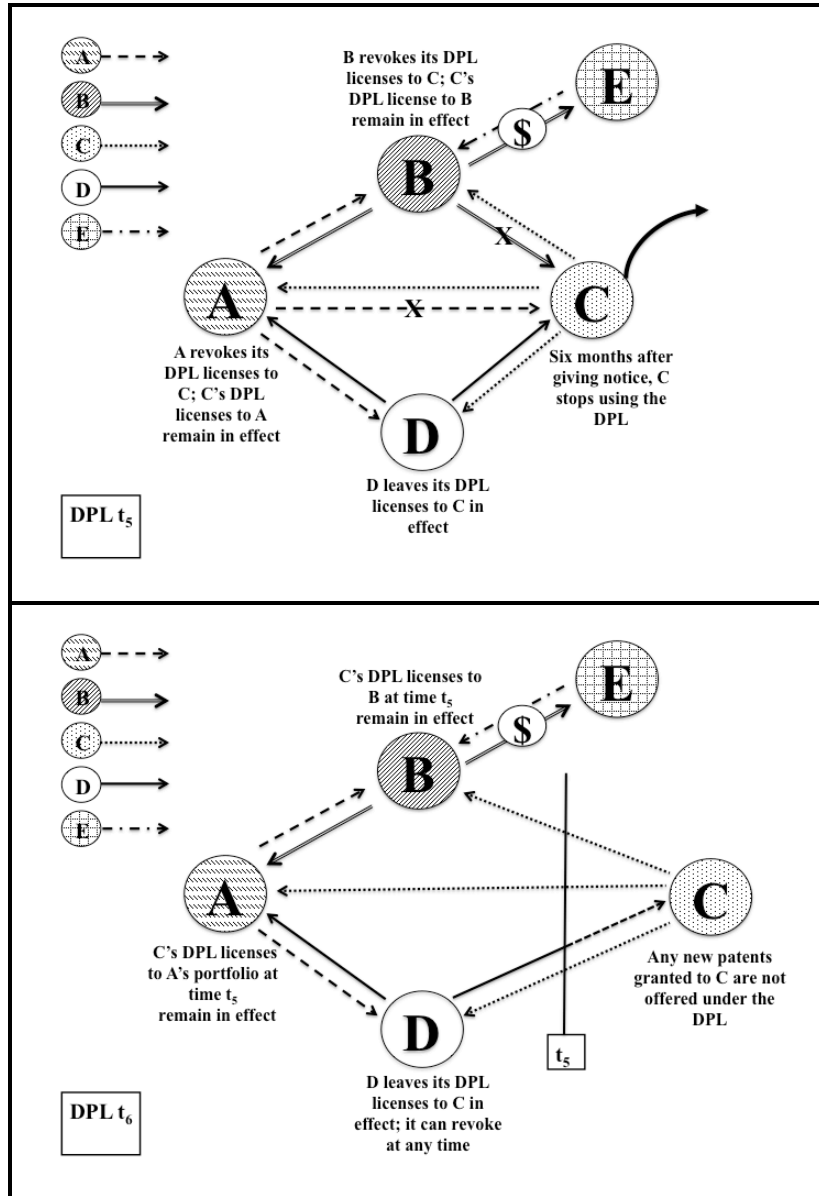 A
B
C
D
E
B revokes its DPL
licenses to C; C's
DPL license to B
remain in effect
E
$
B
X
A
X
C
A revokes its
DPL licenses to
C; C's DPL
licenses to A
remain in effect
Six months after
giving notice, C
stops using the
DPL
D
D leaves its DPL
licenses to C in
effect
DPL t5
A
B
C
D
E
C's DPL licenses to
B at time t5
remain in effect
E
$
B
A
C
C's DPL licenses
to A's portfolio at
time t5
remain in effect
Any new patents
granted to C are not
offered under the
DPL
D
t5
D leaves its DPL
licenses to C in
effect; it can revoke
at any time
DPL t6